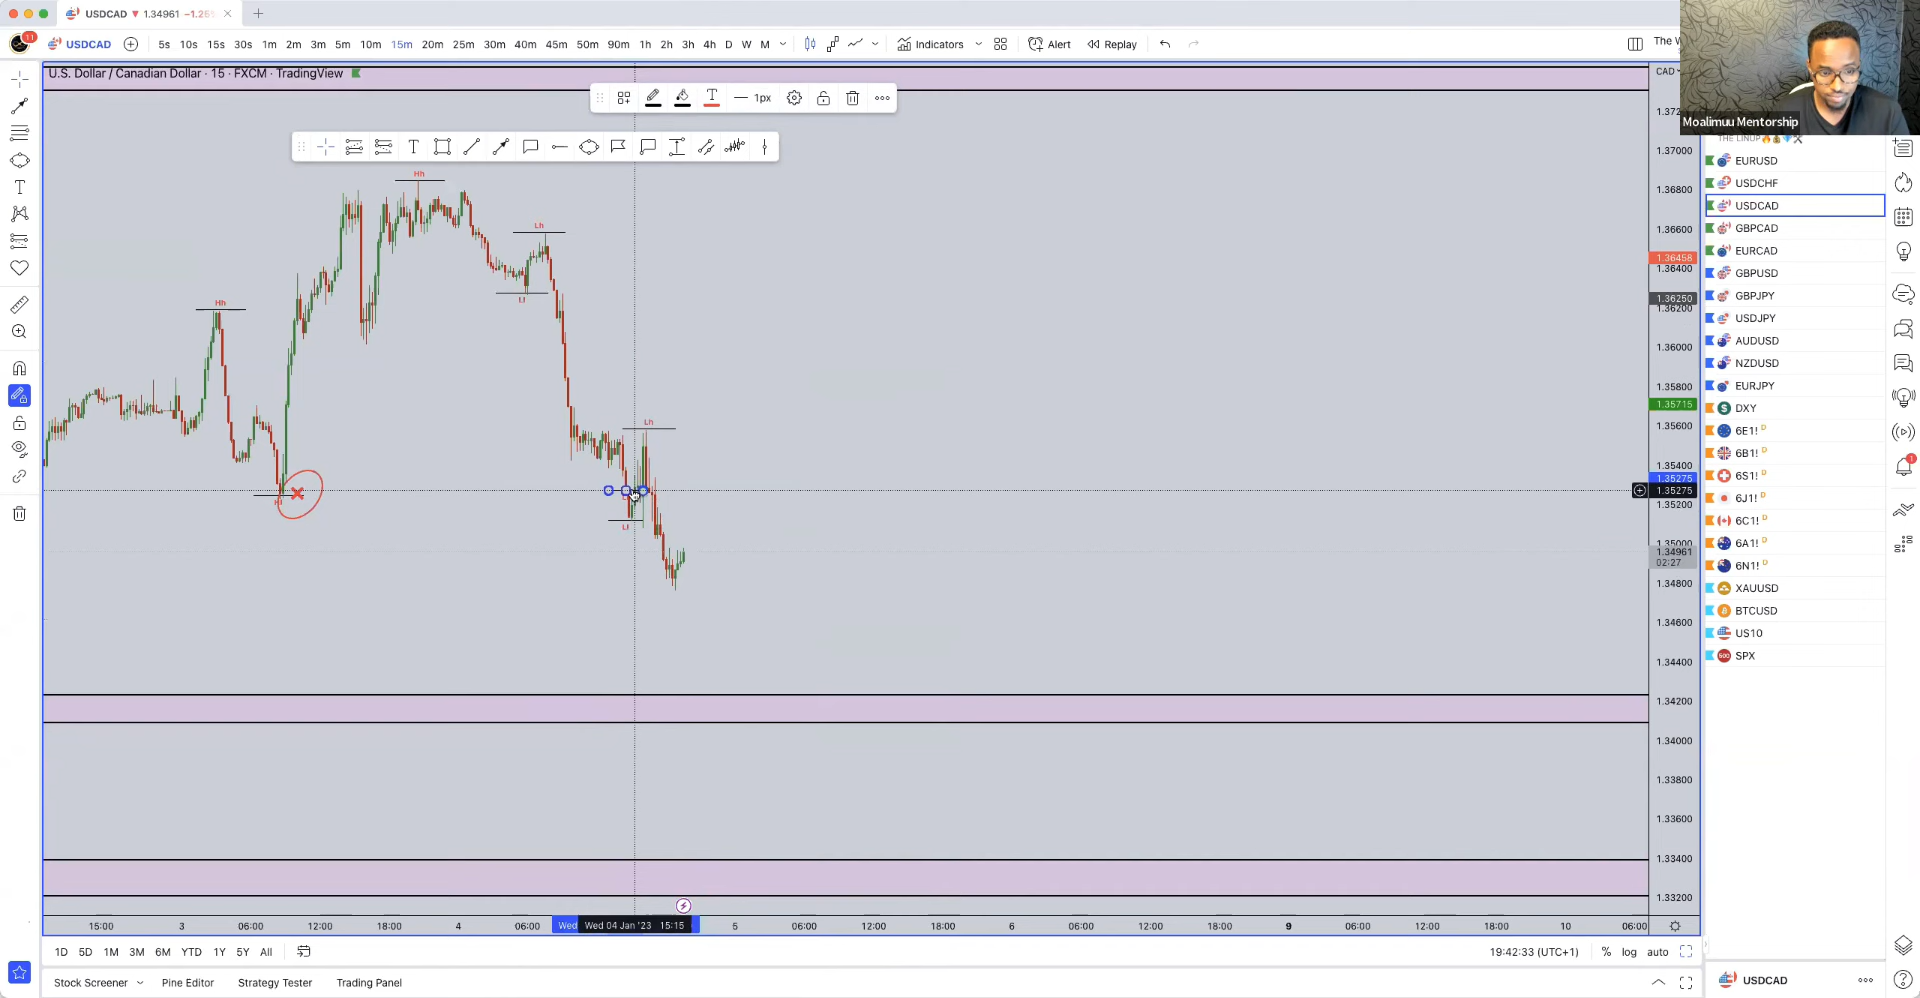 USDCAD ▼ 1.34961
11 USDCAD 5s 10s 15s 30s 1m 2m 3m 5m 10m 15m 20m 25m 30m 40m 45m 50m 90m 1h 2h 3h 4h D W M Indicators Alert Replay The W
U.S. Dollar / Canadian Dollar · 15 · FXCM · TradingView
CAD
1px
T
Moalimuu Mentorship
Hh
Lh
Ll
Hh
Lh
Ll
1.37000
1.36800
1.36600
1.36458
1.36400
1.36250
1.36200
1.36000
1.35800
1.35715
1.35600
1.35400
1.35275
1.35275
1.35200
1.35000
1.34961
02:27
1.34800
1.34600
1.34400
1.34200
1.34000
1.33800
1.33600
1.33400
1.33200
THE LINUP
EURUSD
USDCHF
USDCAD
GBPCAD
EURCAD
GBPUSD
GBPJPY
USDJPY
AUDUSD
NZDUSD
EURJPY
DXY
6E1! D
6B1! D
6S1! D
6J1! D
6C1! D
6A1! D
6N1! D
XAUUSD
BTCUSD
US10
500 SPX
1
15:00 3 06:00 12:00 18:00 4 06:00 Wed Wed 04 Jan '23 15:15 5 06:00 12:00 18:00 6 06:00 12:00 18:00 9 06:00 12:00 18:00 10 06:00
1D 5D 1M 3M 6M YTD 1Y 5Y All 19:42:33 (UTC+1) % log auto
Stock Screener Pine Editor Strategy Tester Trading Panel
USDCAD